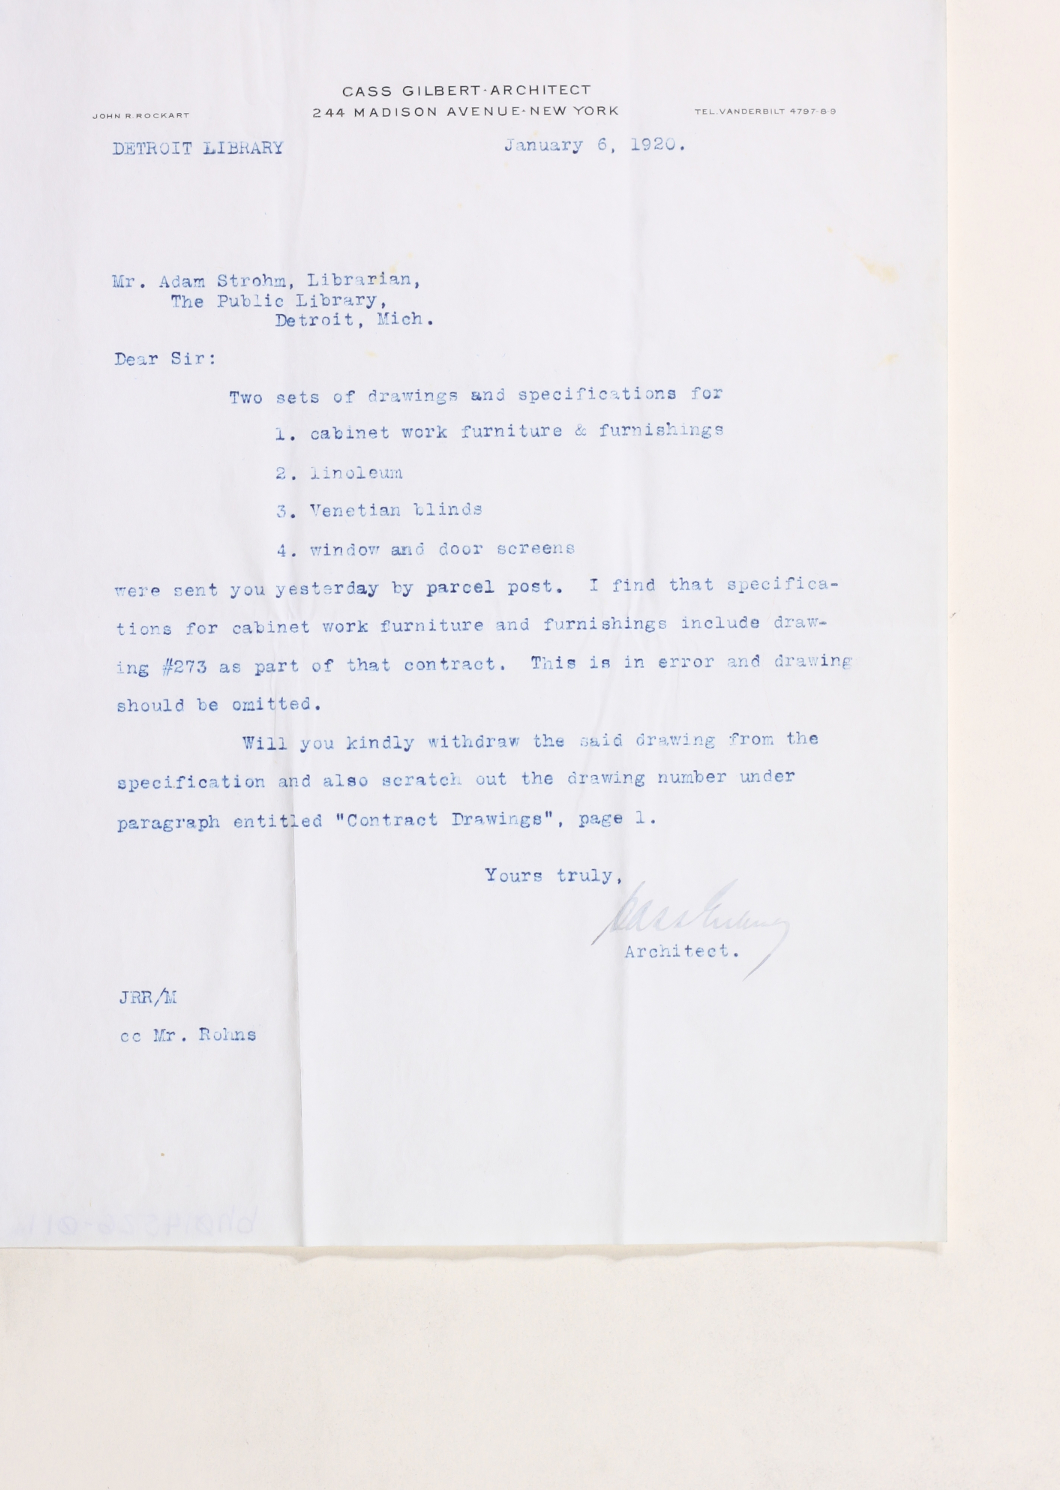 CASS GILBERT-ARCHITECT
JOHN R. ROCKART 244 MADISON AVENUE-NEW YORK TEL. VANDERBILT 4797-8-9
DETROIT LIBRARY January 6, 1920.
Mr. Adam Strohm, Librarian,
The Public Library,
Detroit, Mich.
Dear Sir:
Two sets of drawings and specifications for
1. cabinet work furniture & furnishings
2. linoleum
3. Venetian blinds
4. window and door screens
were sent you yesterday by parcel post. I find that specifica-
tions for cabinet work furniture and furnishings include draw-
ing #273 as part of that contract. This is in error and drawing
should be omitted.
Will you kindly withdraw the said drawing from the
specification and also scratch out the drawing number under
paragraph entitled "Contract Drawings", page 1.
Yours truly,
Cass Gilbert
Architect.
JRR/M
cc Mr. Rohns